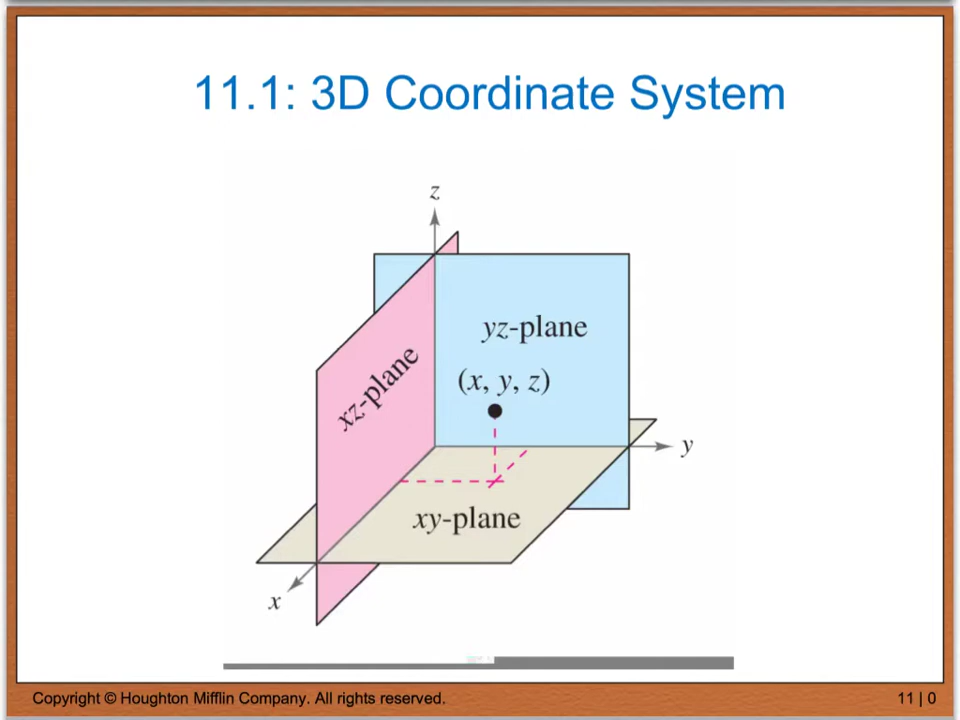 11.1: 3D Coordinate System
z
yz-plane
xz-plane
(x, y, z)
y
xy-plane
x
Copyright © Houghton Mifflin Company. All rights reserved.
11 | 0